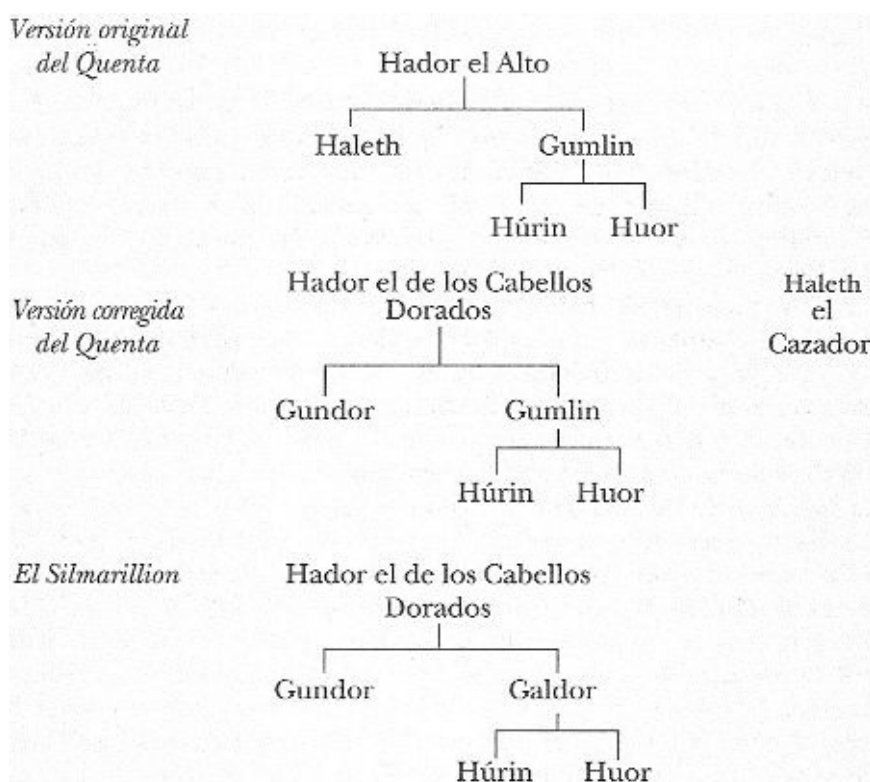 Versión original
del Quenta
Hador el Alto
Haleth Gumlin
Húrin Huor
Versión corregida
del Quenta
Hador el de los Cabellos
Dorados
Haleth
el
Cazador
Gundor Gumlin
Húrin Huor
El Silmarillion
Hador el de los Cabellos
Dorados
Gundor Galdor
Húrin Huor